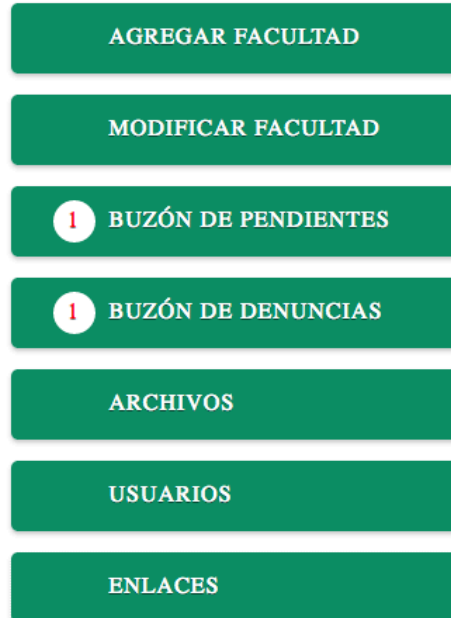 AGREGAR FACULTAD
MODIFICAR FACULTAD
1 BUZÓN DE PENDIENTES
1 BUZÓN DE DENUNCIAS
ARCHIVOS
USUARIOS
ENLACES